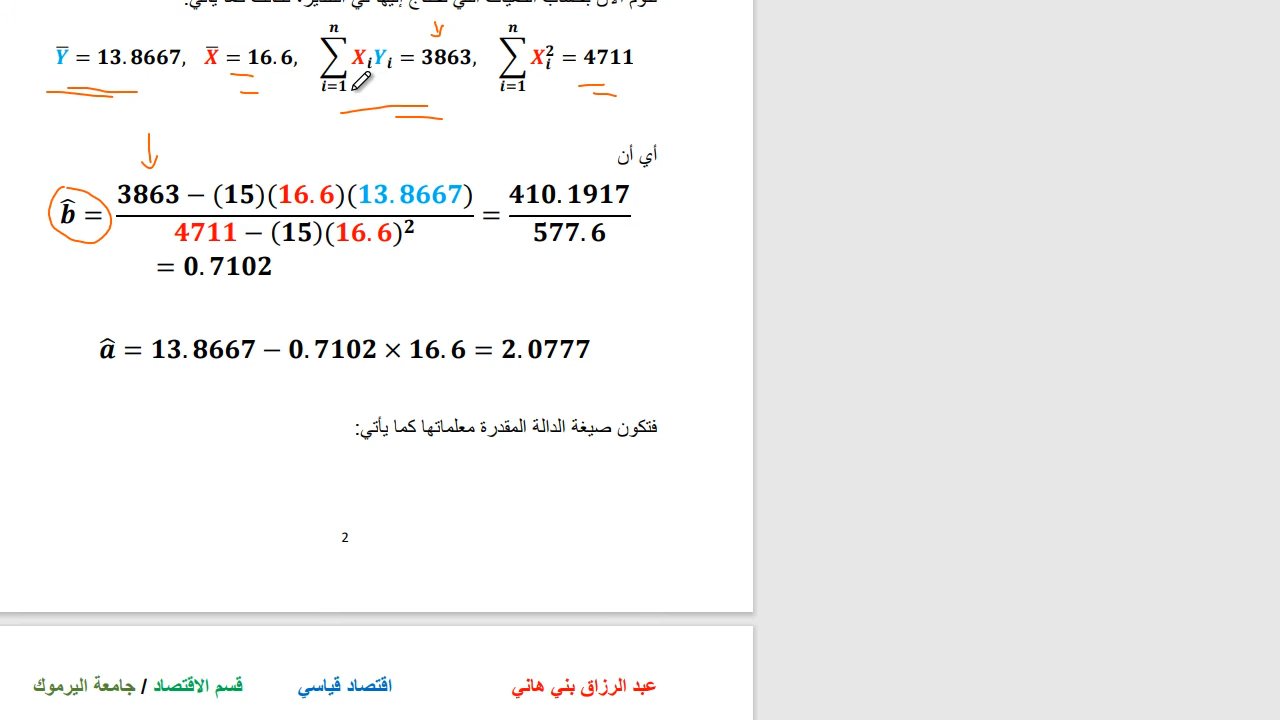 Ȳ = 13.8667, X̄ = 16.6, ∑ᵢ₌₁ⁿ XᵢYᵢ = 3863, ∑ᵢ₌₁ⁿ Xᵢ² = 4711
أي أن
b̂ = (3863 − (15)(16.6)(13.8667)) / (4711 − (15)(16.6)²) = 410.1917 / 577.6
= 0.7102
â = 13.8667 − 0.7102 × 16.6 = 2.0777
فتكون صيغة الدالة المقدرة معلماتها كما يأتي:
2
عبد الرزاق بني هاني اقتصاد قياسي قسم الاقتصاد / جامعة اليرموك